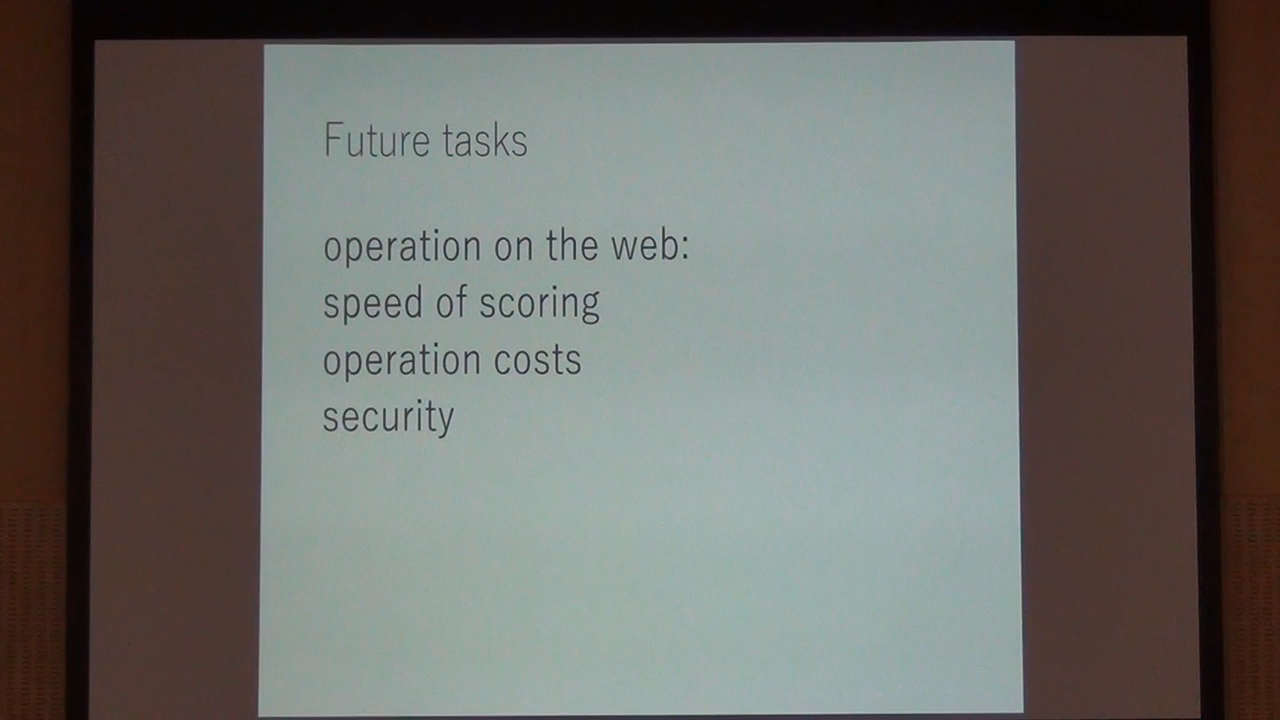 Future tasks
operation on the web:
speed of scoring
operation costs
security